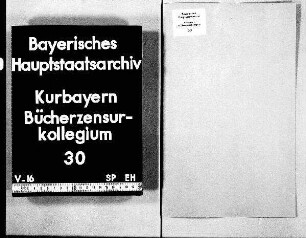 Bayerisches
Hauptstaatsarchiv
Kurbayern
Bücherzensur-
kollegium
30
V-16 SP EH